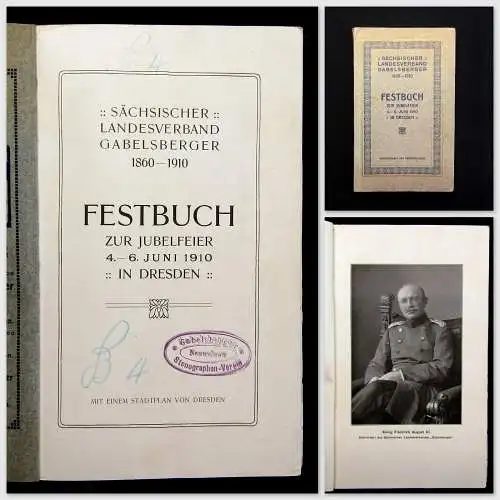 B 4
:: SÄCHSISCHER ::
LANDESVERBAND
GABELSBERGER
1860—1910
FESTBUCH
ZUR JUBELFEIER
4.—6. JUNI 1910
:: IN DRESDEN ::
B 4
Gabelsberger
Stenographen-Verein
MIT EINEM STADTPLAN VON DRESDEN
:: SÄCHSISCHER ::
LANDESVERBAND
GABELSBERGER
1860—1910
FESTBUCH
ZUR JUBELFEIER
4.—6. JUNI 1910
:: IN DRESDEN ::
König Friedrich August III.